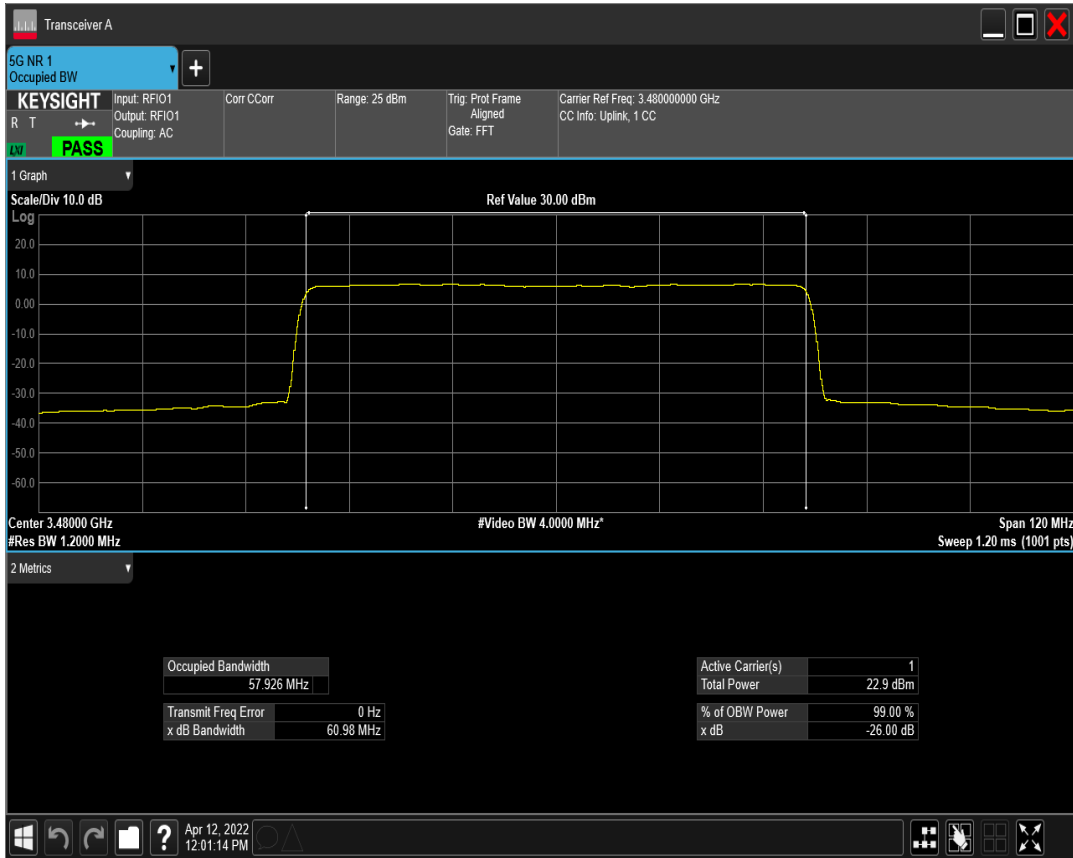 Transceiver A
5G NR 1
Occupied BW
KEYSIGHT
R T
LXI
PASS
Input: RFIO1
Output: RFIO1
Coupling: AC
Corr CCorr
Range: 25 dBm
Trig: Prot Frame
Aligned
Gate: FFT
Carrier Ref Freq: 3.480000000 GHz
CC Info: Uplink, 1 CC
1 Graph
Scale/Div 10.0 dB
Ref Value 30.00 dBm
Log
20.0
10.0
0.00
-10.0
-20.0
-30.0
-40.0
-50.0
-60.0
Center 3.48000 GHz
#Video BW 4.0000 MHz*
Span 120 MHz
#Res BW 1.2000 MHz
Sweep 1.20 ms (1001 pts)
2 Metrics
Occupied Bandwidth
57.926 MHz
Transmit Freq Error 0 Hz
x dB Bandwidth 60.98 MHz
Active Carrier(s) 1
Total Power 22.9 dBm
% of OBW Power 99.00 %
x dB -26.00 dB
?
Apr 12, 2022
12:01:14 PM